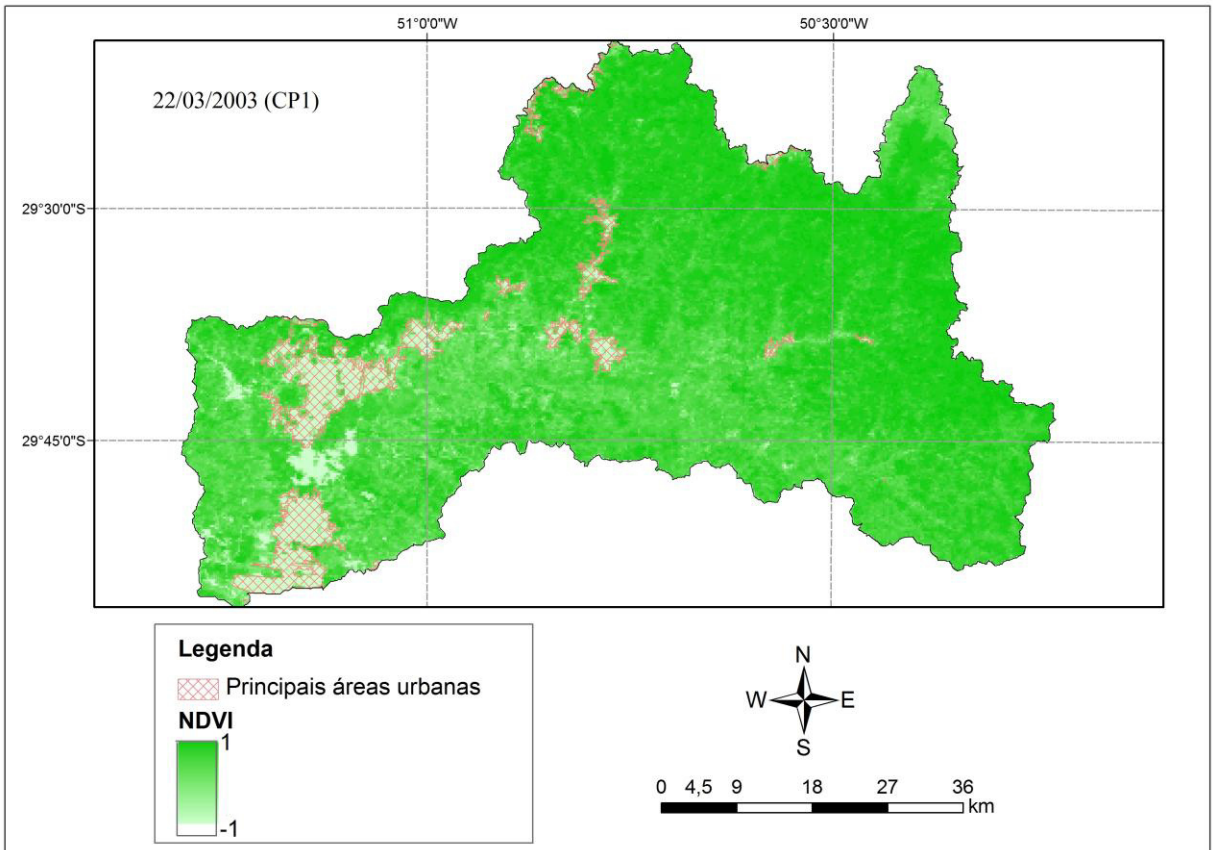 51°0'0"W 50°30'0"W
22/03/2003 (CP1)
29°30'0"S
29°45'0"S
Legenda
Principais áreas urbanas
NDVI
1
-1
N
W E
S
0 4,5 9 18 27 36
km